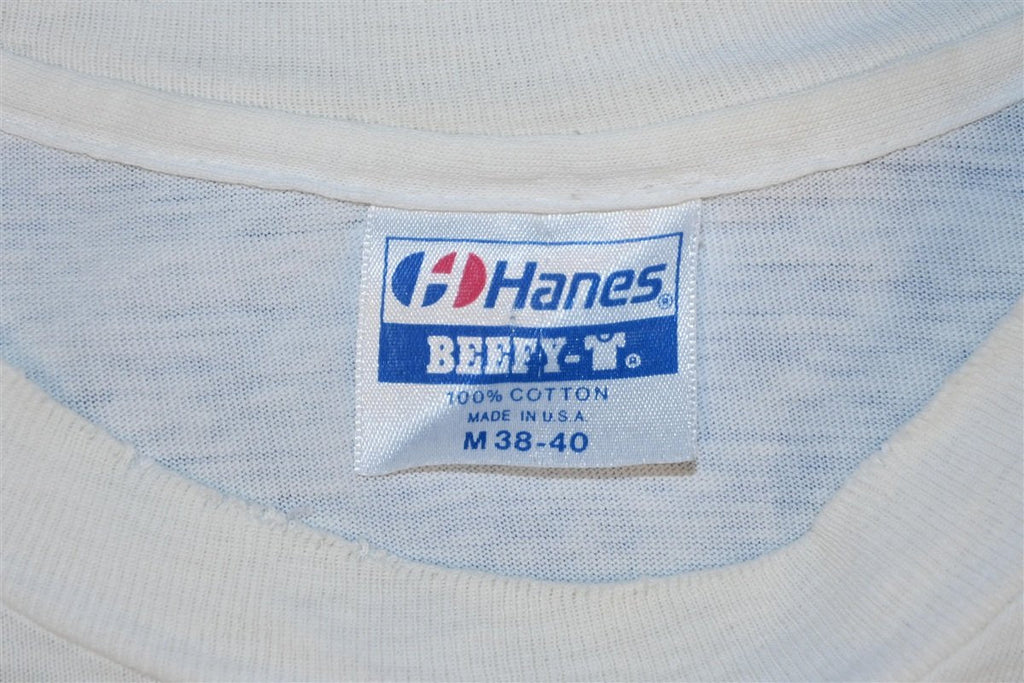 Hanes®
BEEFY-T®
100% COTTON
MADE IN U.S.A.
M 38-40